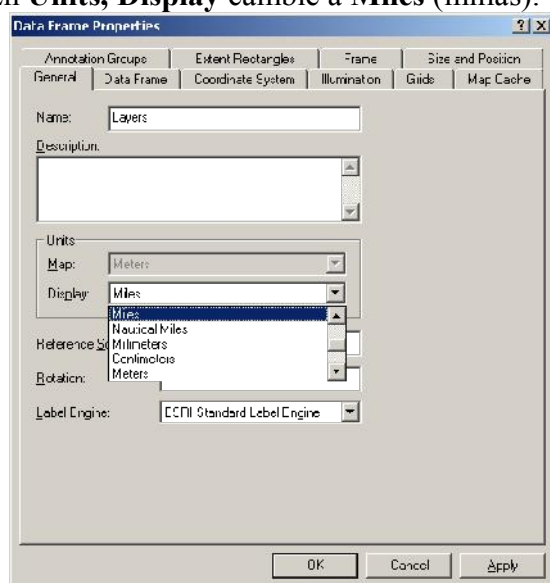 Units, Display cambie a Miles (millas).
Data Frame Properties
Annotation Groups Extent Rectangles Frame Size and Position
General Data Frame Coordinate System Illumination Grids Map Cache
Name: Layers
Description:
Units
Map: Meters
Display: Miles
Miles
Nautical Miles
Reference Millimeters
Centimeters
Rotation: Meters
Label Engine: ESRI Standard Label Engine
OK Cancel Apply